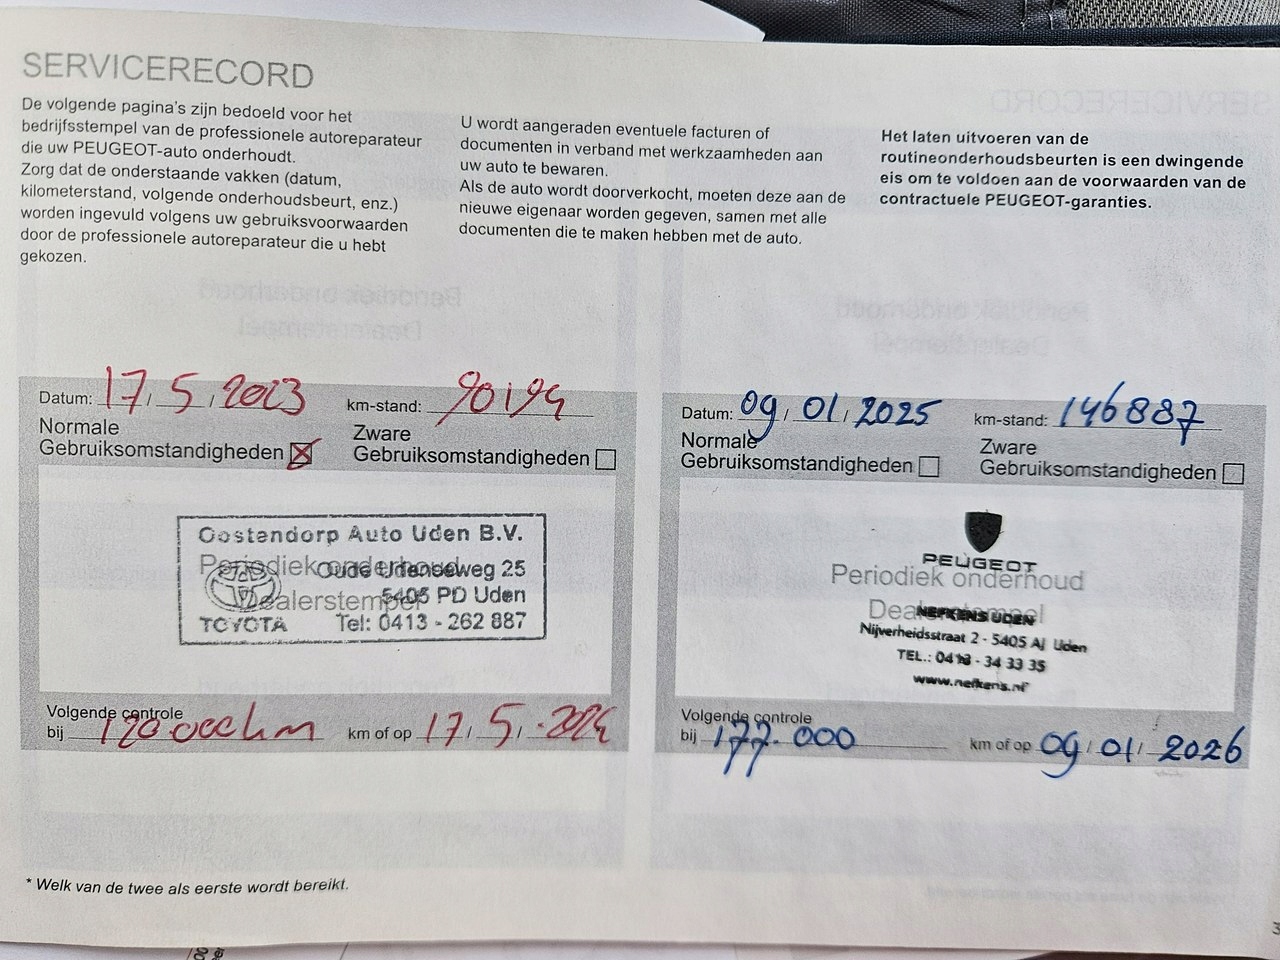 SERVICERECORD
De volgende pagina's zijn bedoeld voor het
bedrijfsstempel van de professionele autoreparateur
die uw PEUGEOT-auto onderhoudt.
Zorg dat de onderstaande vakken (datum,
kilometerstand, volgende onderhoudsbeurt, enz.)
worden ingevuld volgens uw gebruiksvoorwaarden
door de professionele autoreparateur die u hebt
gekozen.
U wordt aangeraden eventuele facturen of
documenten in verband met werkzaamheden aan
uw auto te bewaren.
Als de auto wordt doorverkocht, moeten deze aan de
nieuwe eigenaar worden gegeven, samen met alle
documenten die te maken hebben met de auto.
Het laten uitvoeren van de
routineonderhoudsbeurten is een dwingende
eis om te voldoen aan de voorwaarden van de
contractuele PEUGEOT-garanties.
Datum: 17/5/2023 km-stand: 90194
Normale
Gebruiksomstandigheden
Zware
Gebruiksomstandigheden
Oostendorp Auto Uden B.V.
Periodiek onderhoud
Oude Udenseweg 25
Dealerstempel
5405 PD Uden
TOYOTA Tel: 0413 - 262 887
Volgende controle
bij 120 000 km km of op 17/5/2024
Datum: 09/01/2025 km-stand: 146887
Normale
Gebruiksomstandigheden
Zware
Gebruiksomstandigheden
PEUGEOT
Periodiek onderhoud
Dealerstempel
NEFKENS UDEN
Nijverheidsstraat 2 - 5405 AJ Uden
TEL.: 0413 - 34 33 35
www.nefkens.nl
Volgende controle
bij 177.000 km of op 09/01/2026
* Welk van de twee als eerste wordt bereikt.